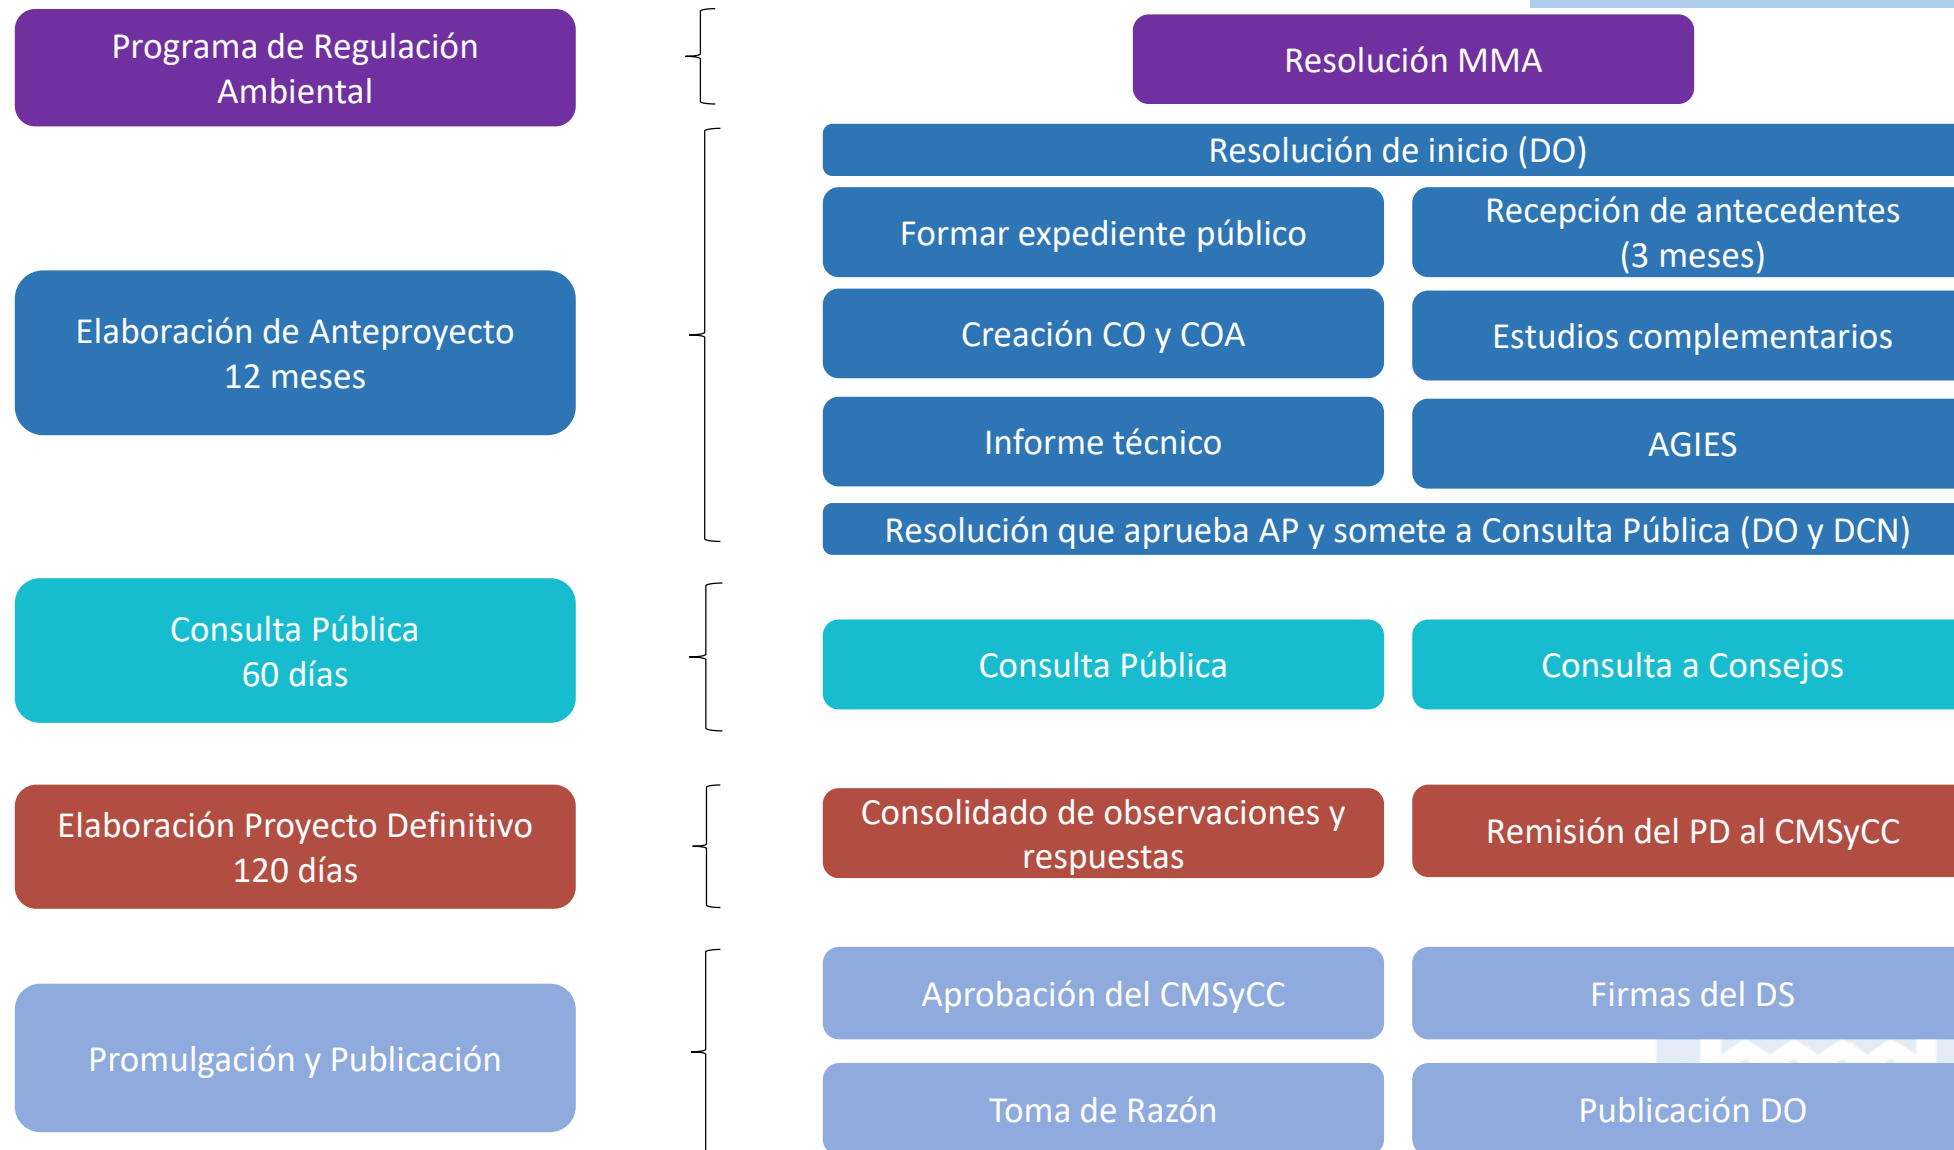 Programa de Regulación
Ambiental
Resolución MMA
Elaboración de Anteproyecto
12 meses
Resolución de inicio (DO)
Formar expediente público
Recepción de antecedentes
(3 meses)
Creación CO y COA
Estudios complementarios
Informe técnico
AGIES
Resolución que aprueba AP y somete a Consulta Pública (DO y DCN)
Consulta Pública
60 días
Consulta Pública
Consulta a Consejos
Elaboración Proyecto Definitivo
120 días
Consolidado de observaciones y
respuestas
Remisión del PD al CMSyCC
Promulgación y Publicación
Aprobación del CMSyCC
Firmas del DS
Toma de Razón
Publicación DO